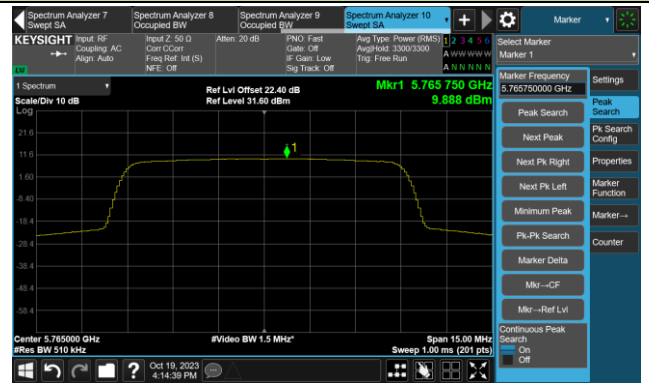 Spectrum Analyzer 7
Swept SA
Spectrum Analyzer 8
Occupied BW
Spectrum Analyzer 9
Occupied BW
Spectrum Analyzer 10
Swept SA
+
Marker
KEYSIGHT
Input: RF
Coupling: AC
Align: Auto
Input Z: 50 Ω
Corr CCorr
Freq Ref: Int (S)
NFE: Off
Atten: 20 dB
PNO: Fast
Gate: Off
IF Gain: Low
Sig Track: Off
Avg Type: Power (RMS)
Avg|Hold: 3300/3300
Trig: Free Run
1 2 3 4 5 6
A W W W W W
A N N N N N
Select Marker
Marker 1
1 Spectrum
Scale/Div 10 dB
Log
Ref Lvl Offset 22.40 dB
Ref Level 31.60 dBm
Mkr1 5.765 750 GHz
9.888 dBm
21.6
11.6
1.60
-8.40
-18.4
-28.4
-38.4
-48.4
-58.4
1
Center 5.765000 GHz
#Res BW 510 kHz
#Video BW 1.5 MHz*
Span 15.00 MHz
Sweep 1.00 ms (201 pts)
Marker Frequency
5.765750000 GHz
Peak Search
Next Peak
Next Pk Right
Next Pk Left
Minimum Peak
Pk-Pk Search
Marker Delta
Mkr→CF
Mkr→Ref Lvl
Continuous Peak
Search
On
Off
Settings
Peak
Search
Pk Search
Config
Properties
Marker
Function
Marker→
Counter
?
Oct 19, 2023
4:14:39 PM